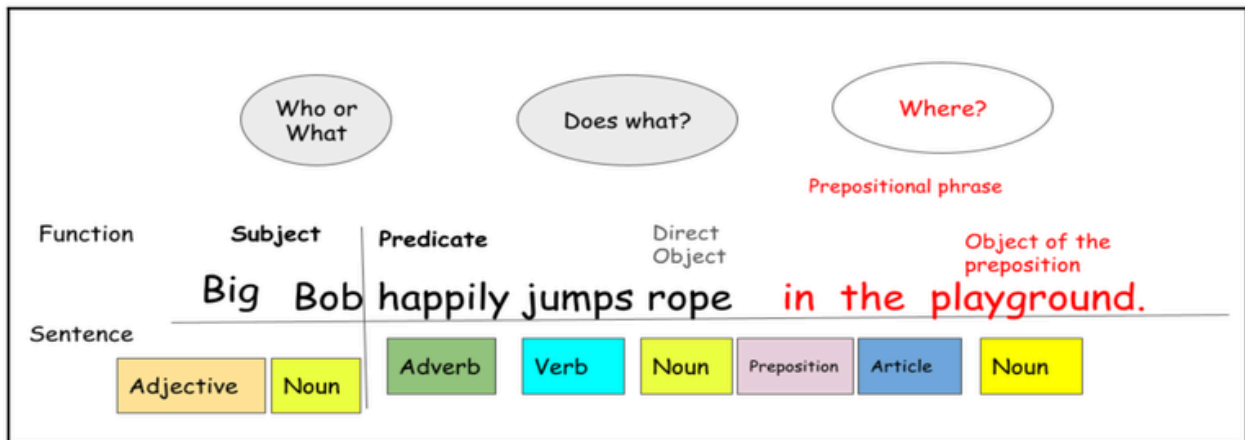 Who or
What
Does what?
Where?
Prepositional phrase
Function
Subject
Predicate
Direct
Object
Object of the
preposition
Big Bob happily jumps rope in the playground.
Sentence
Adjective Noun Adverb Verb Noun Preposition Article Noun